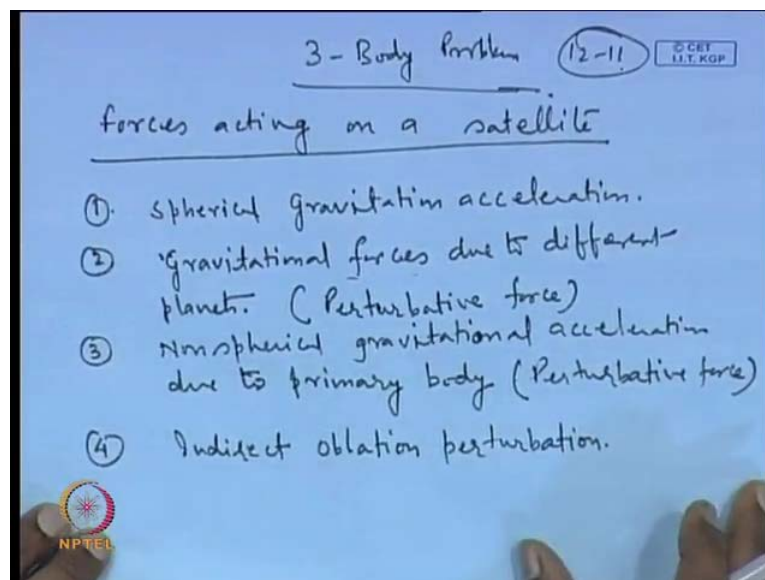 3-Body Problem 12-11 © CET
I.I.T. KGP
forces acting on a satellite
①. Spherical gravitation acceleration.
② Gravitational forces due to different
planet. (Perturbative force)
③ Nonspherical gravitational acceleration
due to primary body (Perturbative force)
④ Indirect oblation perturbation.
NPTEL